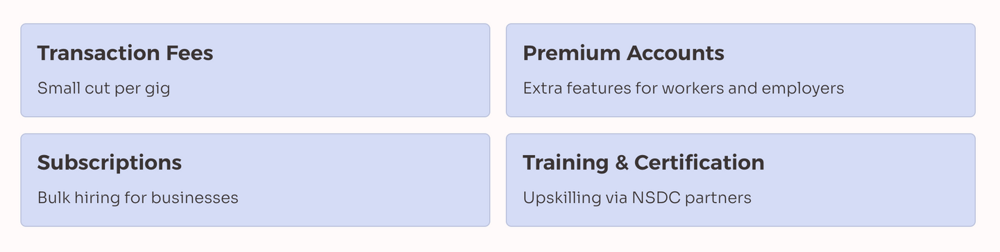 Transaction Fees
Small cut per gig
Premium Accounts
Extra features for workers and employers
Subscriptions
Bulk hiring for businesses
Training & Certification
Upskilling via NSDC partners